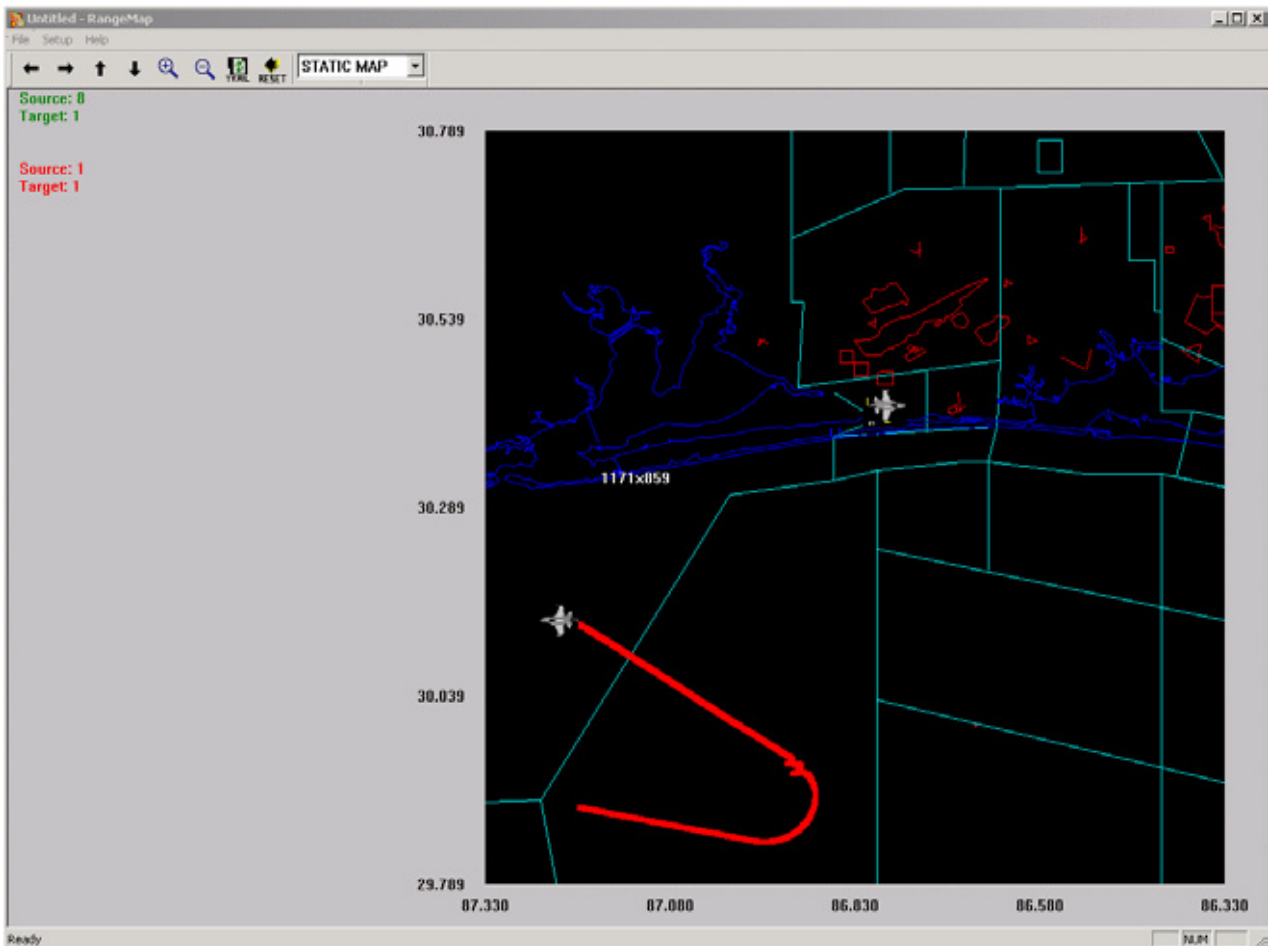 Untitled - RangeMap
File Setup Help
TRAIL RESET STATIC MAP
Source: 8
Target: 1
Source: 1
Target: 1
30.789
30.539
1171x859
30.289
30.039
29.789
87.330 87.080 86.830 86.580 86.330
Ready NUM